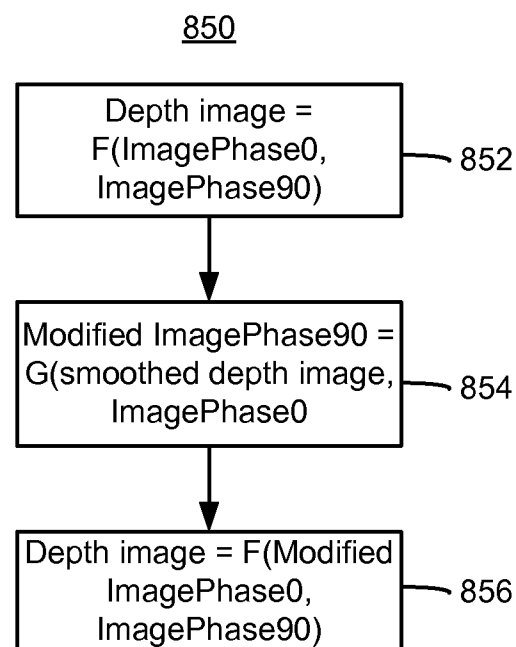 850
Depth image =
F(ImagePhase0,
ImagePhase90)
852
Modified ImagePhase90 =
G(smoothed depth image,
ImagePhase0
854
Depth image = F(Modified
ImagePhase0,
ImagePhase90)
856